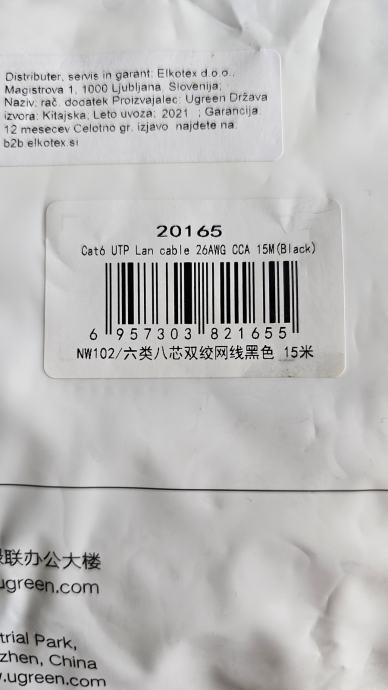 Distributer, servis in garant: Elkotex d.o.o.,
Magistrova 1, 1000 Ljubljana, Slovenija;
Naziv: rač. dodatek Proizvajalec: Ugreen Država
izvora: Kitajska; Leto uvoza: 2021 ; Garancija:
12 mesecev Celotno gr. izjavo najdete na:
b2b.elkotex.si
20165
Cat6 UTP Lan cable 26AWG CCA 15M(Black)
6 957303 821655
NW102/六类八芯双绞网线黑色 15米
联办公大楼
ugreen.com
trial Park,
zhen, China
w.ugreen.com